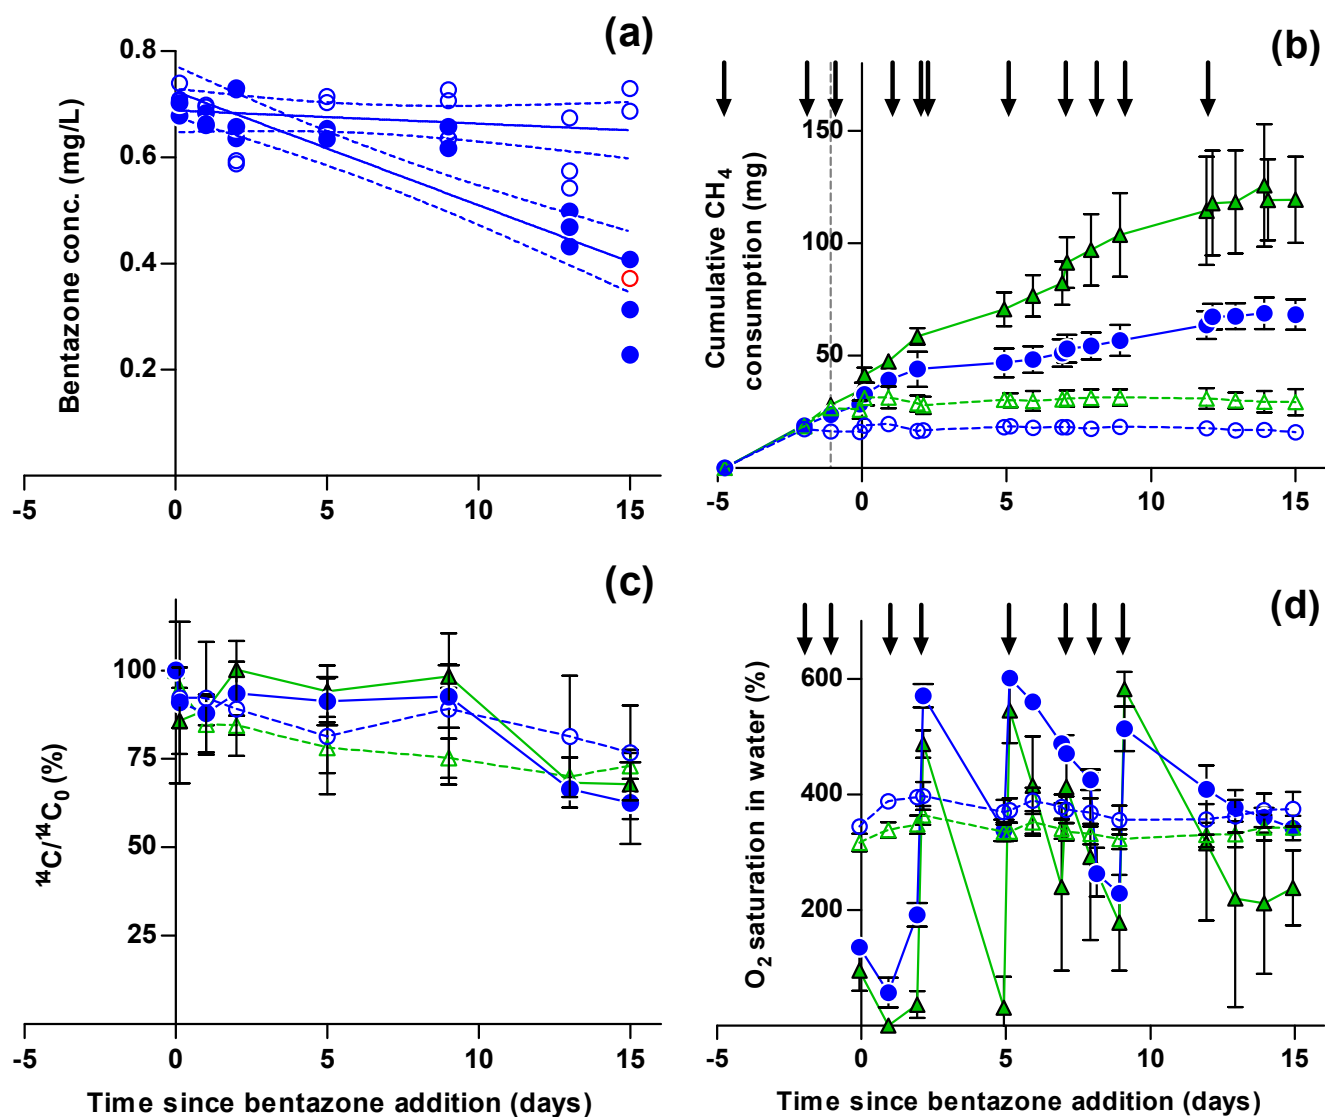 (a)
0.8
0.6
0.4
0.2
Bentazone conc. (mg/L)
-5 0 5 10 15
(b)
150
100
50
Cumulative CH₄
consumption (mg)
-5 0 5 10 15
(c)
100
75
50
25
¹⁴C/¹⁴C₀ (%)
-5 0 5 10 15
Time since bentazone addition (days)
(d)
600
400
200
O₂ saturation in water (%)
-5 0 5 10 15
Time since bentazone addition (days)